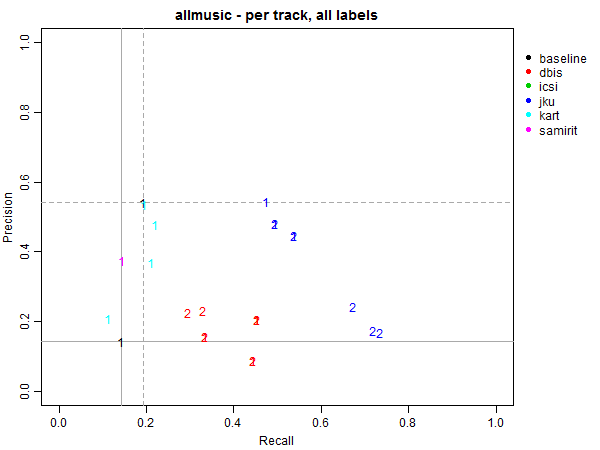 allmusic - per track, all labels
1.0
0.8
0.6
0.4
0.2
0.0
Precision
0.0 0.2 0.4 0.6 0.8 1.0
Recall
baseline
dbis
icsi
jku
kart
samirit
1 1
1 2
2
1 1
2
2 2
1 2
2 2
1 2
2